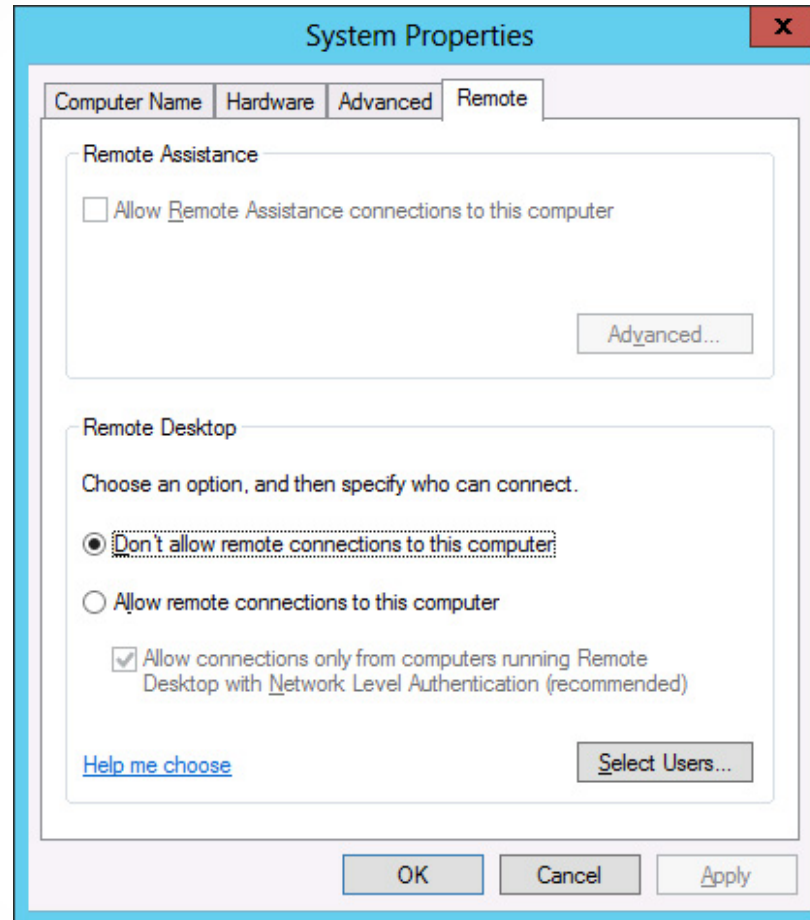 System Properties
x
Computer Name Hardware Advanced Remote
Remote Assistance
Allow Remote Assistance connections to this computer
Advanced...
Remote Desktop
Choose an option, and then specify who can connect.
Don't allow remote connections to this computer
Allow remote connections to this computer
Allow connections only from computers running Remote
Desktop with Network Level Authentication (recommended)
Help me choose
Select Users...
OK Cancel Apply